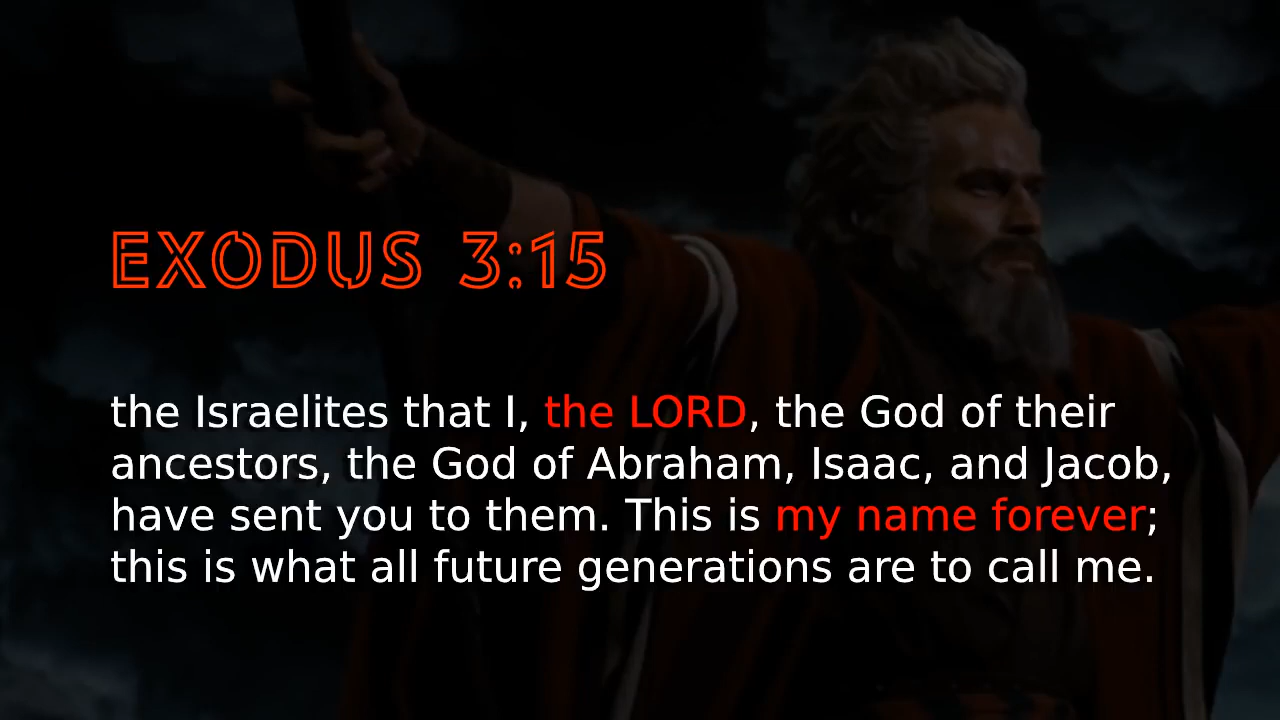 EXODUS 3:15
the Israelites that I, the LORD, the God of their
ancestors, the God of Abraham, Isaac, and Jacob,
have sent you to them. This is my name forever;
this is what all future generations are to call me.